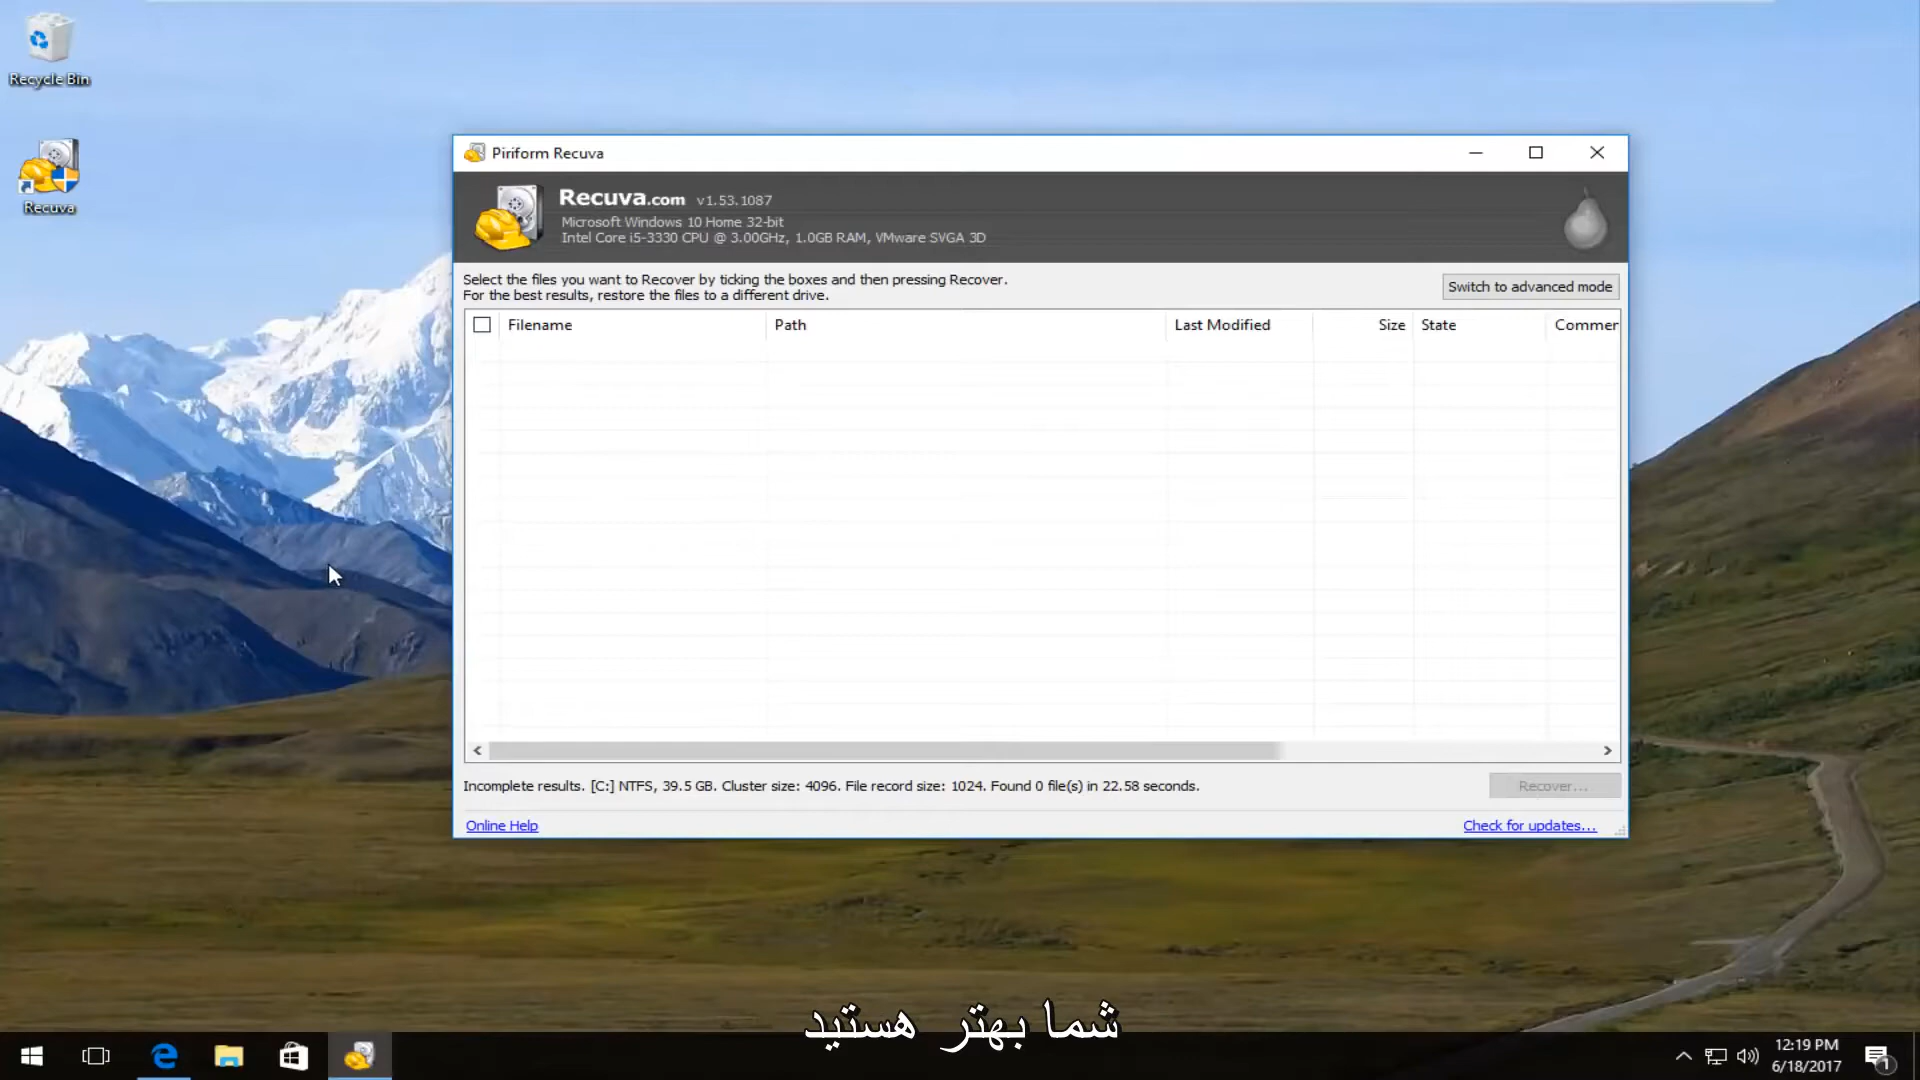 Recycle Bin
Recuva
Piriform Recuva
Recuva.com v1.53.1087
Microsoft Windows 10 Home 32-bit
Intel Core i5-3330 CPU @ 3.00GHz, 1.0GB RAM, VMware SVGA 3D
Select the files you want to Recover by ticking the boxes and then pressing Recover.
For the best results, restore the files to a different drive.
Switch to advanced mode
Filename Path Last Modified Size State Commer
Incomplete results. [C:] NTFS, 39.5 GB. Cluster size: 4096. File record size: 1024. Found 0 file(s) in 22.58 seconds.
Recover...
Online Help
Check for updates...
شما بهتر هستید
12:19 PM
6/18/2017
1